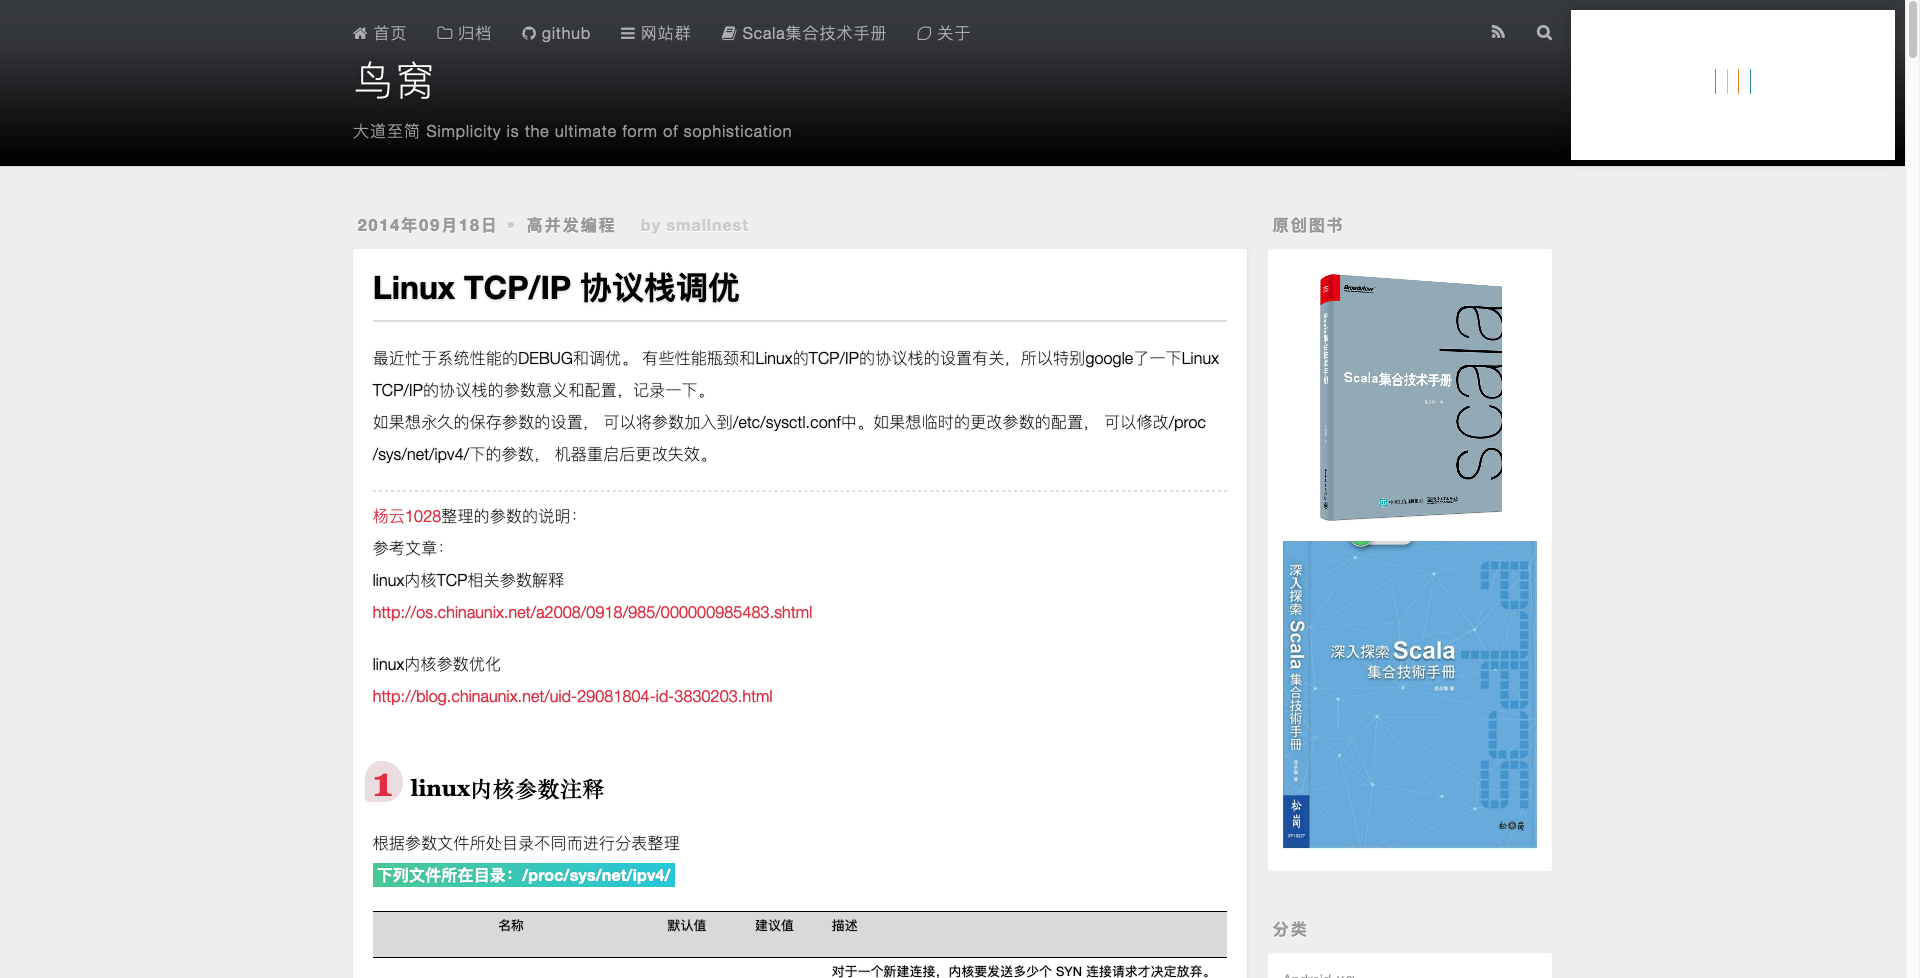 首页 归档 github 网站群 Scala集合技术手册 关于
鸟窝
大道至简 Simplicity is the ultimate form of sophistication
2014年09月18日 • 高并发编程 by smallnest
Linux TCP/IP 协议栈调优
最近忙于系统性能的DEBUG和调优。 有些性能瓶颈和Linux的TCP/IP的协议栈的设置有关，所以特别google了一下Linux
TCP/IP的协议栈的参数意义和配置，记录一下。
如果想永久的保存参数的设置， 可以将参数加入到/etc/sysctl.conf中。如果想临时的更改参数的配置， 可以修改/proc
/sys/net/ipv4/下的参数， 机器重启后更改失效。
杨云1028整理的参数的说明：
参考文章：
linux内核TCP相关参数解释
http://os.chinaunix.net/a2008/0918/985/000000985483.shtml
linux内核参数优化
http://blog.chinaunix.net/uid-29081804-id-3830203.html
1 linux内核参数注释
根据参数文件所处目录不同而进行分表整理
下列文件所在目录：/proc/sys/net/ipv4/
名称 默认值 建议值 描述
对于一个新建连接，内核要发送多少个 SYN 连接请求才决定放弃。
原创图书
Broadview
Scala集合技术手册
Scala集合技术手册
scala
深入探索 Scala 集合技術手冊
深入探索 Scala
集合技術手冊
松岗
松岗
分类